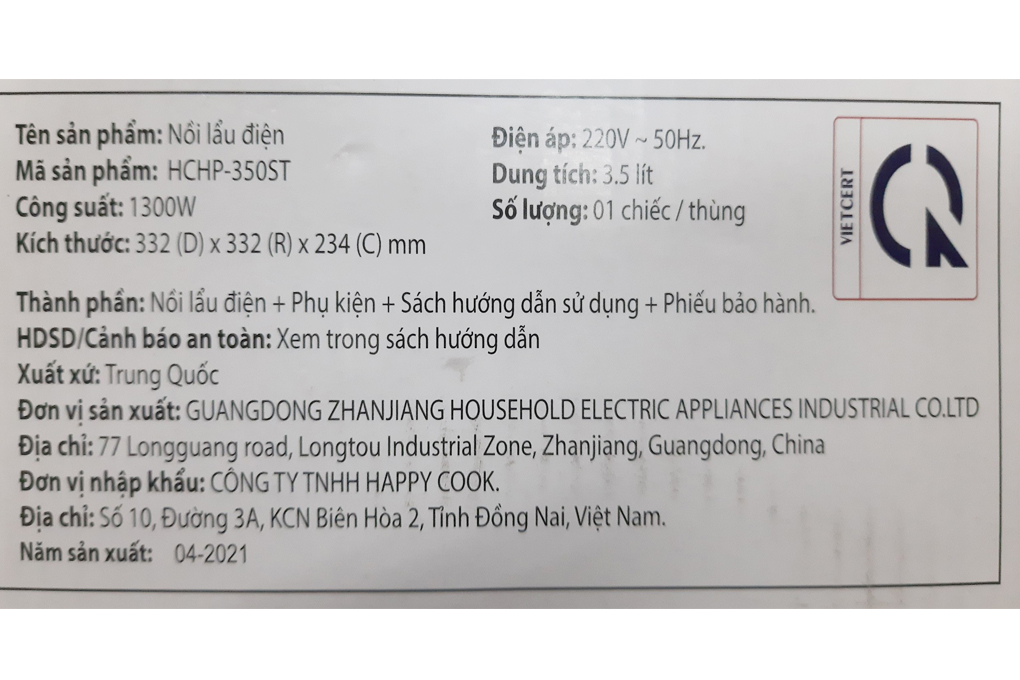 Tên sản phẩm: Nồi lẩu điện
Mã sản phẩm: HCHP-350ST
Công suất: 1300W
Kích thước: 332 (D) x 332 (R) x 234 (C) mm
Điện áp: 220V ~ 50Hz.
Dung tích: 3.5 lít
Số lượng: 01 chiếc / thùng
VIETCERT
Thành phần: Nồi lẩu điện + Phụ kiện + Sách hướng dẫn sử dụng + Phiếu bảo hành.
HDSD/Cảnh báo an toàn: Xem trong sách hướng dẫn
Xuất xứ: Trung Quốc
Đơn vị sản xuất: GUANGDONG ZHANJIANG HOUSEHOLD ELECTRIC APPLIANCES INDUSTRIAL CO.LTD
Địa chỉ: 77 Longguang road, Longtou Industrial Zone, Zhanjiang, Guangdong, China
Đơn vị nhập khẩu: CÔNG TY TNHH HAPPY COOK.
Địa chỉ: Số 10, Đường 3A, KCN Biên Hòa 2, Tỉnh Đồng Nai, Việt Nam.
Năm sản xuất: 04-2021